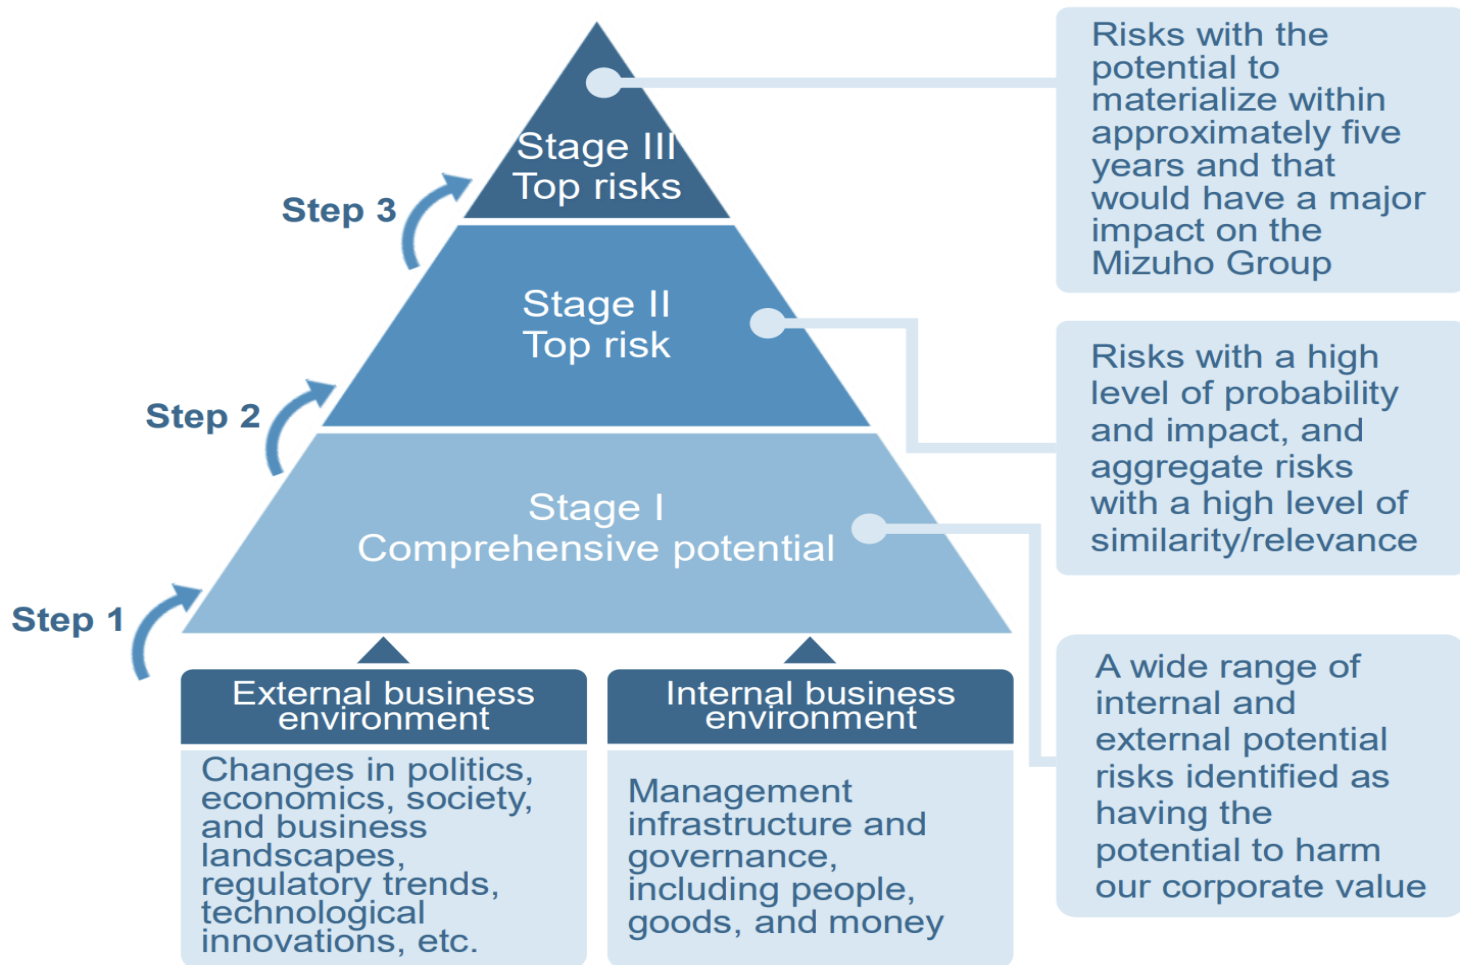 Stage III
Top risks
Risks with the
potential to
materialize within
approximately five
years and that
would have a major
impact on the
Mizuho Group
Step 3
Stage II
Top risk
Risks with a high
level of probability
and impact, and
aggregate risks
with a high level of
similarity/relevance
Step 2
Stage I
Comprehensive potential
A wide range of
internal and
external potential
risks identified as
having the
potential to harm
our corporate value
Step 1
External business
environment
Changes in politics,
economics, society,
and business
landscapes,
regulatory trends,
technological
innovations, etc.
Internal business
environment
Management
infrastructure and
governance,
including people,
goods, and money